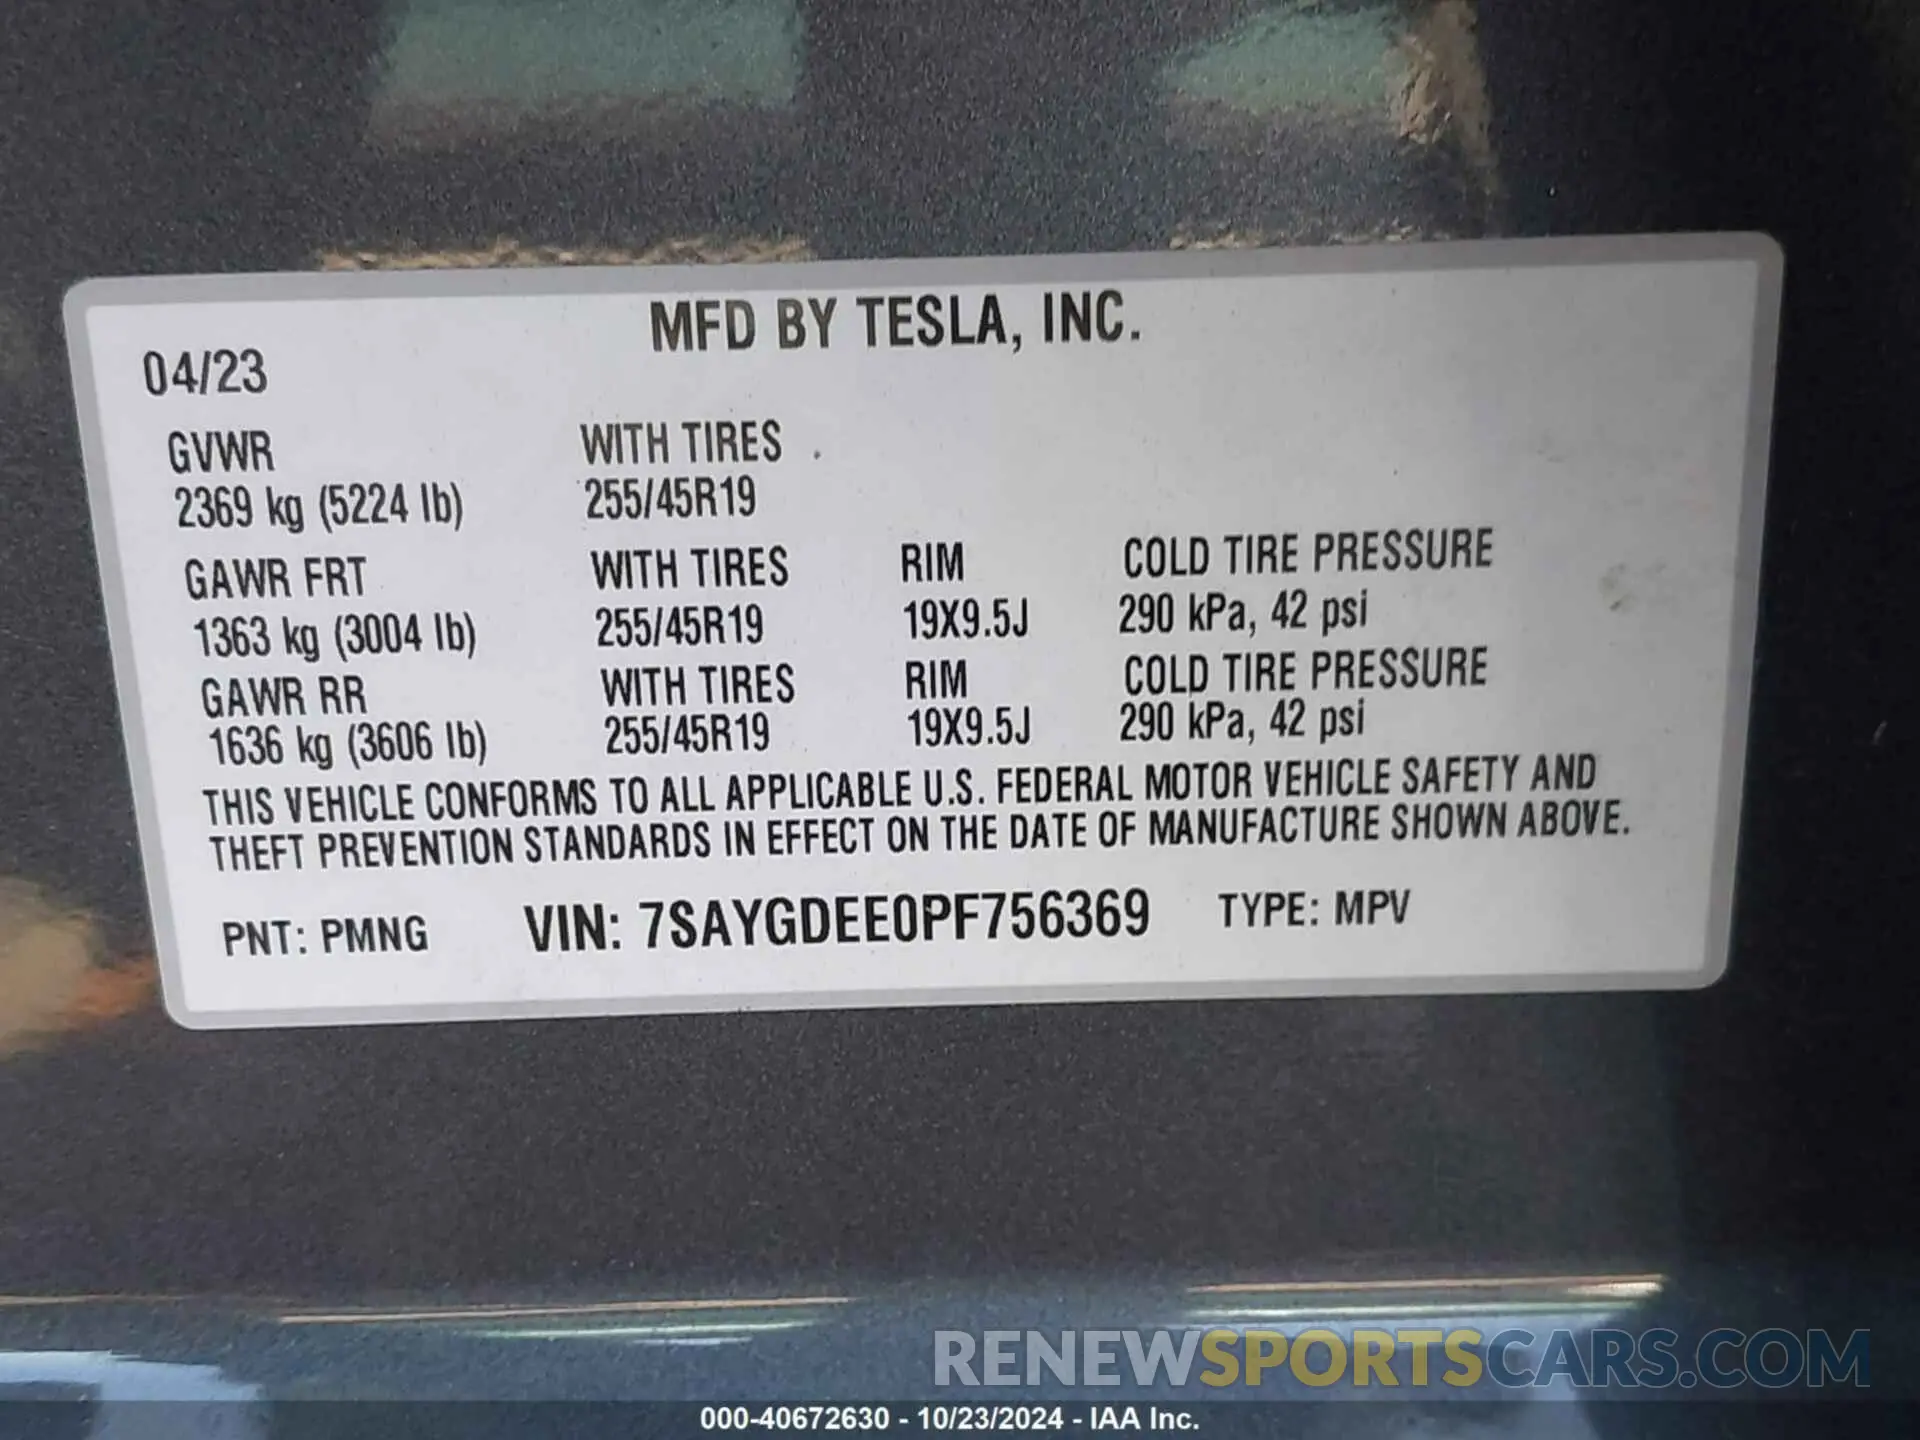 MFD BY TESLA, INC.
04/23
GVWR WITH TIRES
2369 kg (5224 lb) 255/45R19
GAWR FRT WITH TIRES RIM COLD TIRE PRESSURE
1363 kg (3004 lb) 255/45R19 19X9.5J 290 kPa, 42 psi
GAWR RR WITH TIRES RIM COLD TIRE PRESSURE
1636 kg (3606 lb) 255/45R19 19X9.5J 290 kPa, 42 psi
THIS VEHICLE CONFORMS TO ALL APPLICABLE U.S. FEDERAL MOTOR VEHICLE SAFETY AND
THEFT PREVENTION STANDARDS IN EFFECT ON THE DATE OF MANUFACTURE SHOWN ABOVE.
PNT: PMNG VIN: 7SAYGDEE0PF756369 TYPE: MPV
RENEWSPORTSCARS.COM
000-40672630 - 10/23/2024 - IAA Inc.